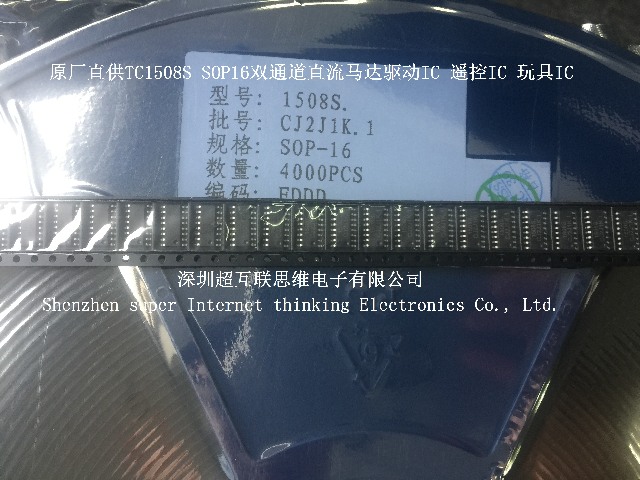 原厂直供TC1508S SOP16双通道直流马达驱动IC 遥控IC 玩具IC
型号: 1508S.
批号: CJ2J1K.1
规格: SOP-16
数量: 4000PCS
编码: EDDD
深圳超互联思维电子有限公司
Shenzhen super Internet thinking Electronics Co., Ltd.